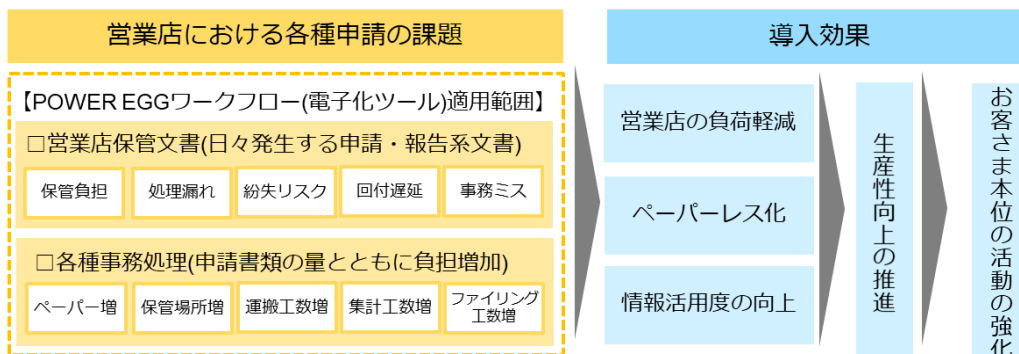 営業店における各種申請の課題
導入効果
【POWER EGGワークフロー(電子化ツール)適用範囲】
□営業店保管文書(日々発生する申請・報告系文書)
保管負担
処理漏れ
紛失リスク
回付遅延
事務ミス
□各種事務処理(申請書類の量とともに負担増加)
ペーパー増
保管場所増
運搬工数増
集計工数増
ファイリング
工数増
営業店の負荷軽減
ペーパーレス化
情報活用度の向上
生産性向上の推進
お客さま本位の活動の強化